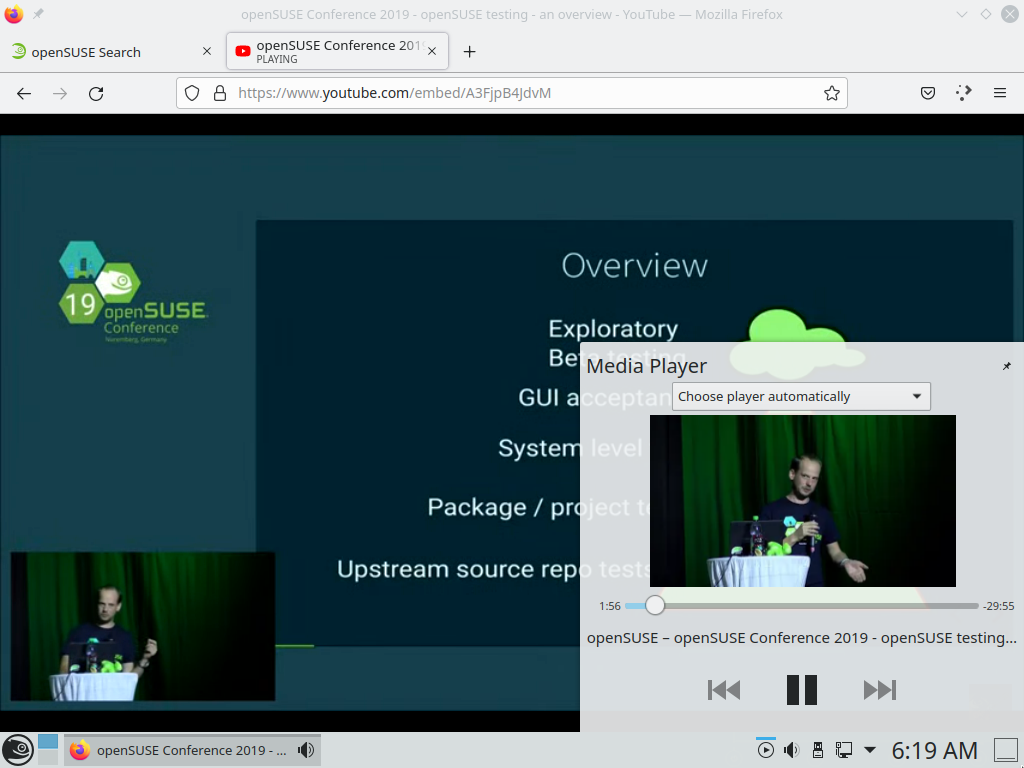 openSUSE Conference 2019 - openSUSE testing - an overview - YouTube — Mozilla Firefox
openSUSE Search
openSUSE Conference 201
PLAYING
https://www.youtube.com/embed/A3FjpB4JdvM
Overview
19
openSUSE
Conference
Nuremberg, Germany
Exploratory
Beta testing
GUI acceptan
System level
Package / project t
Upstream source repo tests
Media Player
Choose player automatically
1:56
-29:55
openSUSE – openSUSE Conference 2019 - openSUSE testing...
openSUSE Conference 2019 - ...
6:19 AM